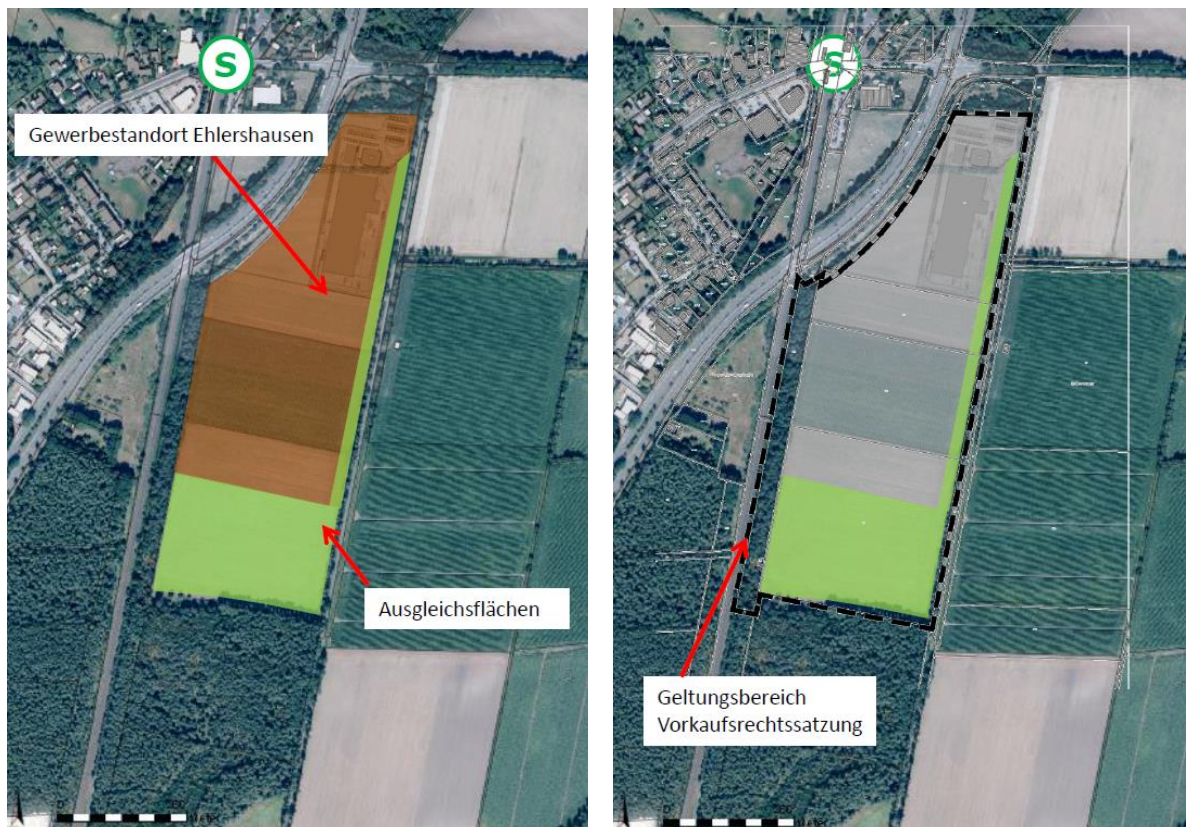 S
Gewerbestandort Ehlershausen
Ausgleichsflächen
S
Geltungsbereich
Vorkaufsrechtssatzung